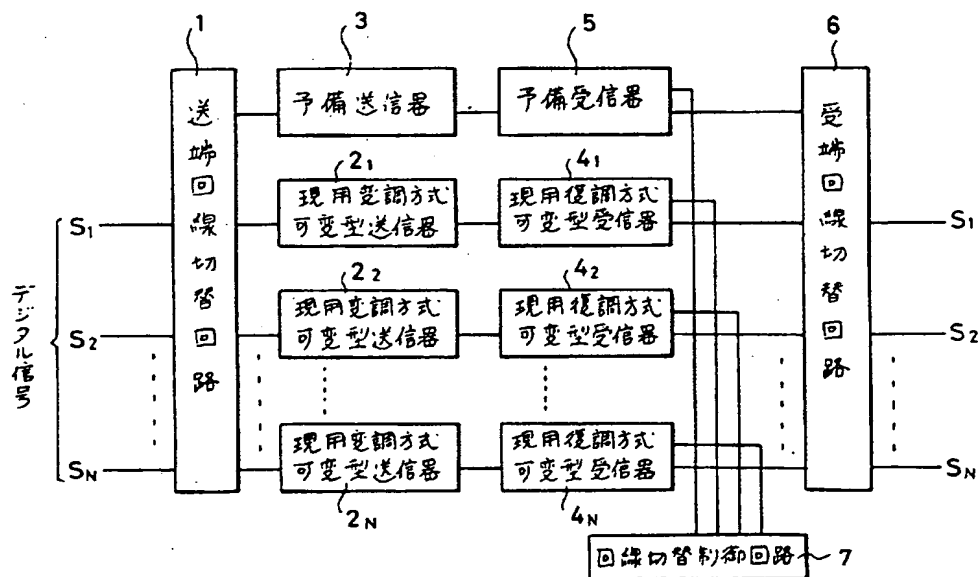 1
3
5
6
予備送信器
予備受信器
送端回線切替回路
受端回線切替回路
2₁
4₁
現用変調方式
可変型送信器
現用復調方式
可変型受信器
S₁
S₁
2₂
4₂
現用変調方式
可変型送信器
現用復調方式
可変型受信器
デジタル信号
S₂
S₂
現用変調方式
可変型送信器
現用復調方式
可変型受信器
S_N
S_N
2_N
4_N
回線切替制御回路
7